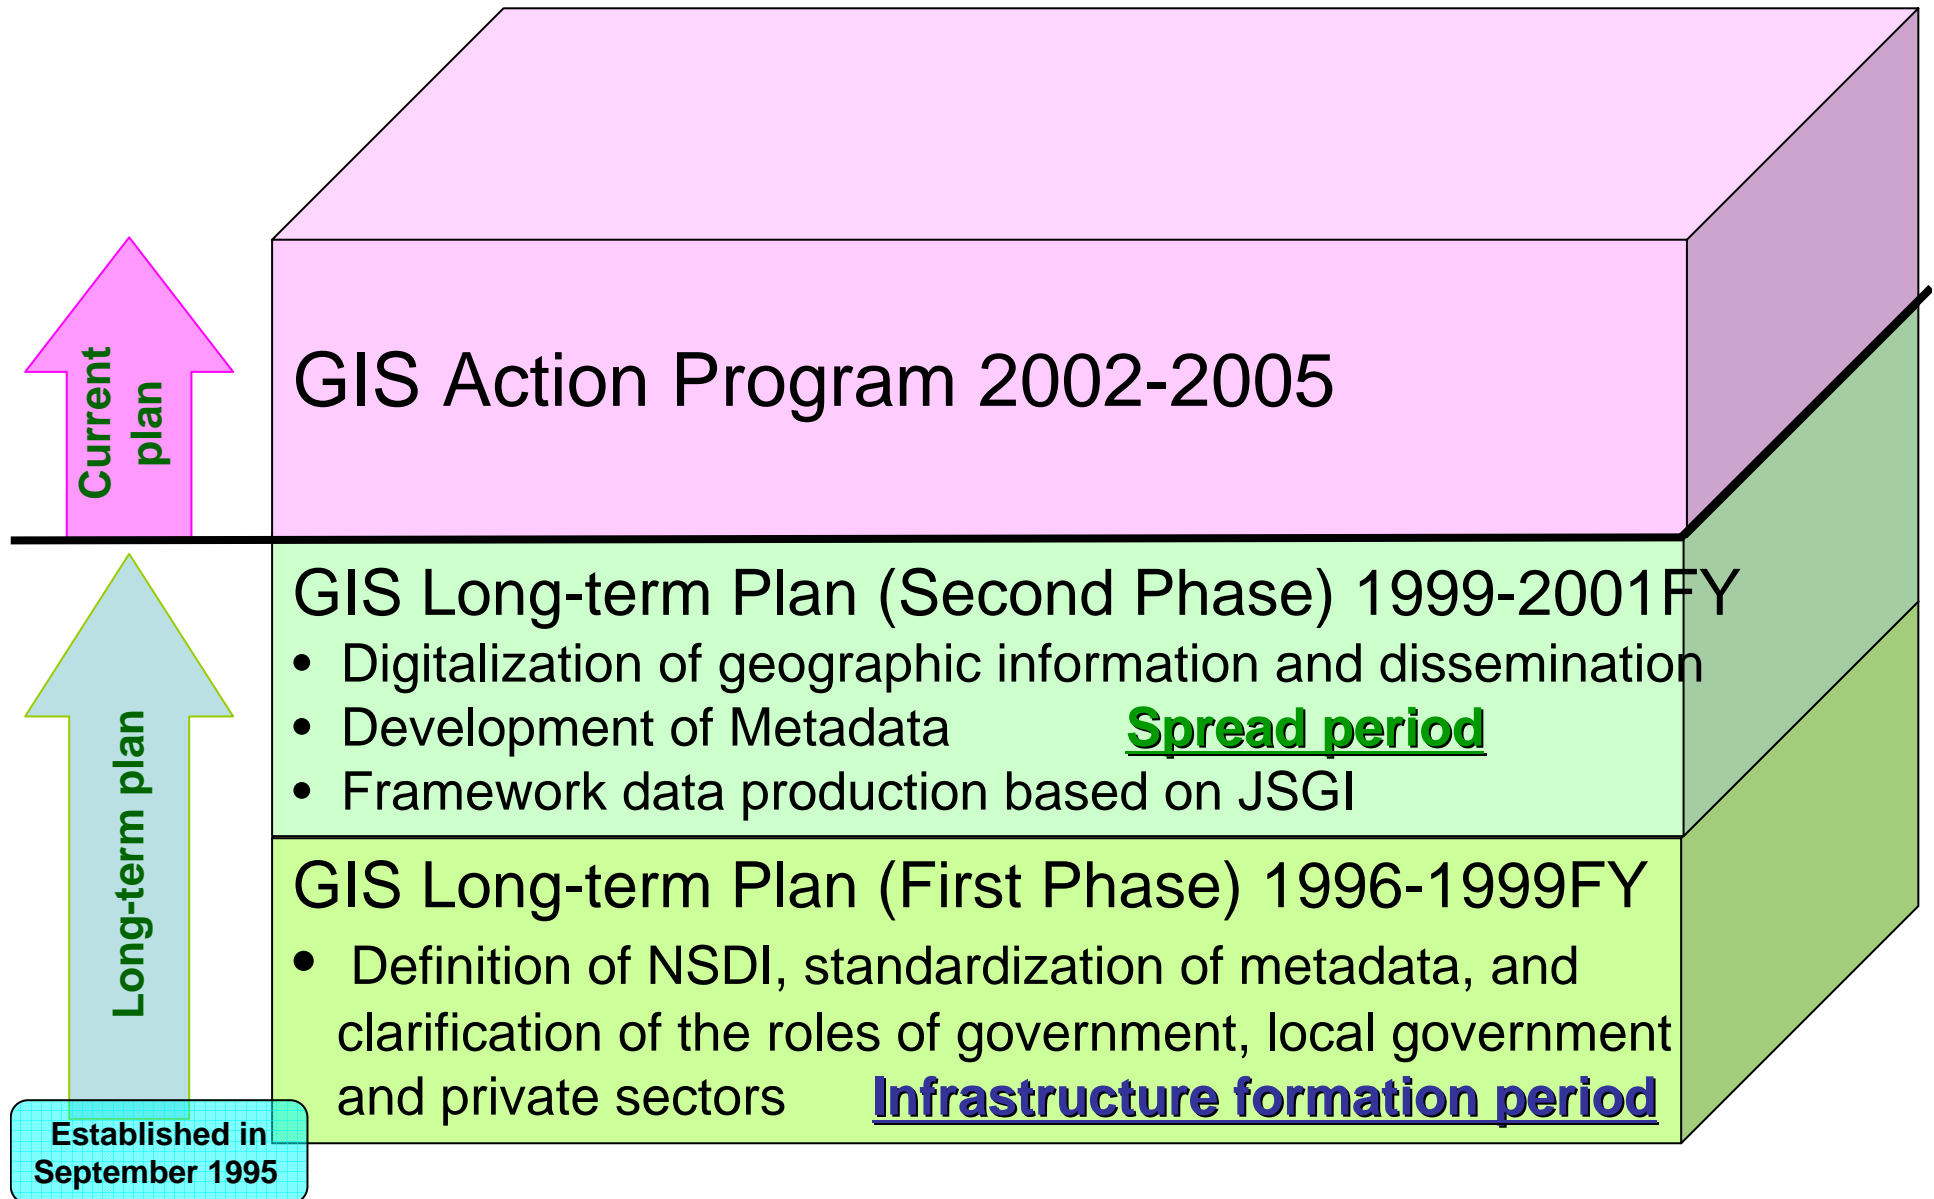 Current
plan
GIS Action Program 2002-2005
Long-term plan
GIS Long-term Plan (Second Phase) 1999-2001FY
• Digitalization of geographic information and dissemination
• Development of Metadata Spread period
• Framework data production based on JSGI
GIS Long-term Plan (First Phase) 1996-1999FY
• Definition of NSDI, standardization of metadata, and
clarification of the roles of government, local government
and private sectors Infrastructure formation period
Established in
September 1995